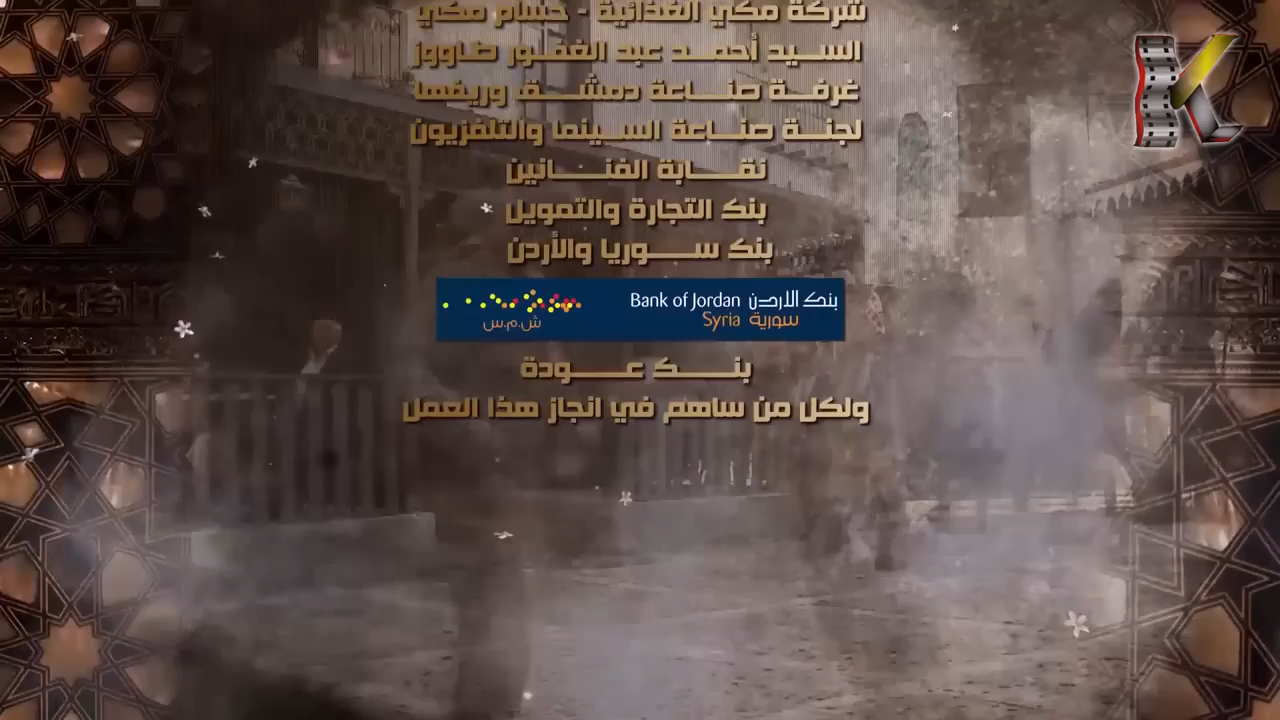 شركة مكي الغذائية - حسام مكي
السيد أحمد عبد الغفور ضاووز
غرفة صناعة دمشق وريفها
لجنة صناعة السينما والتلفزيون
نقابة الفنانين
بنك التجارة والتمويل
بنك سوريا والأردن
Bank of Jordan بنك الاردن
Syria سورية
ش.م.س
بنك عودة
ولكل من ساهم في انجاز هذا العمل